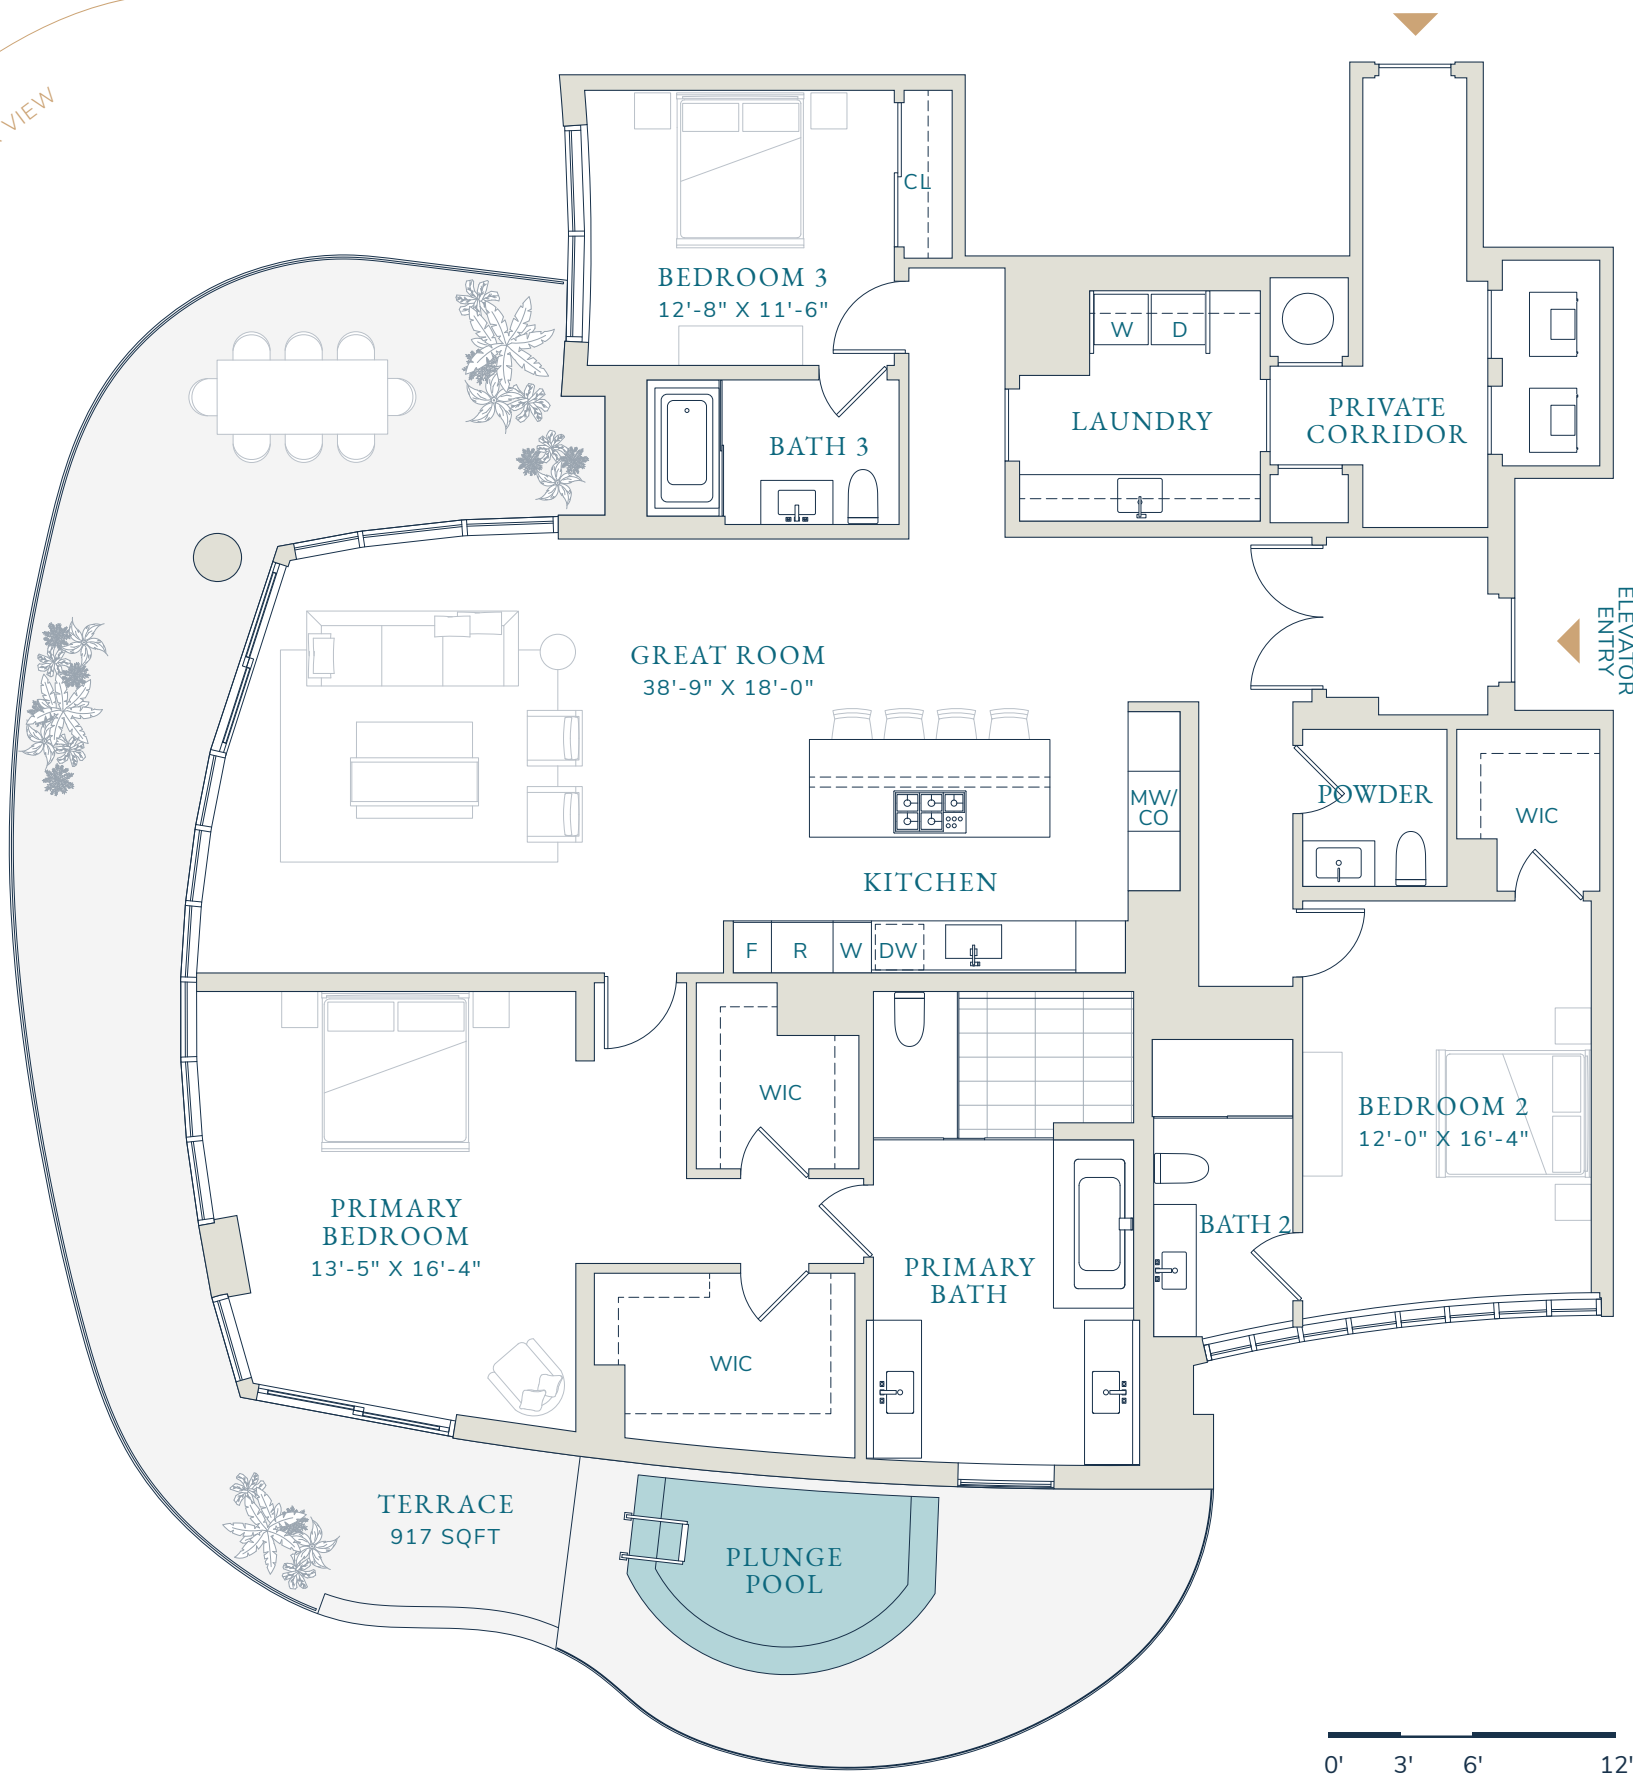 VIEW
CL
BEDROOM 3
12'-8" X 11'-6"
W
D
BATH 3
LAUNDRY
PRIVATE
CORRIDOR
ELEVATOR
ENTRY
GREAT ROOM
38'-9" X 18'-0"
MW/
CO
POWDER
WIC
KITCHEN
F
R
W
DW
WIC
BEDROOM 2
12'-0" X 16'-4"
PRIMARY
BEDROOM
13'-5" X 16'-4"
BATH 2
PRIMARY
BATH
WIC
TERRACE
917 SQFT
PLUNGE
POOL
0' 3' 6' 12'